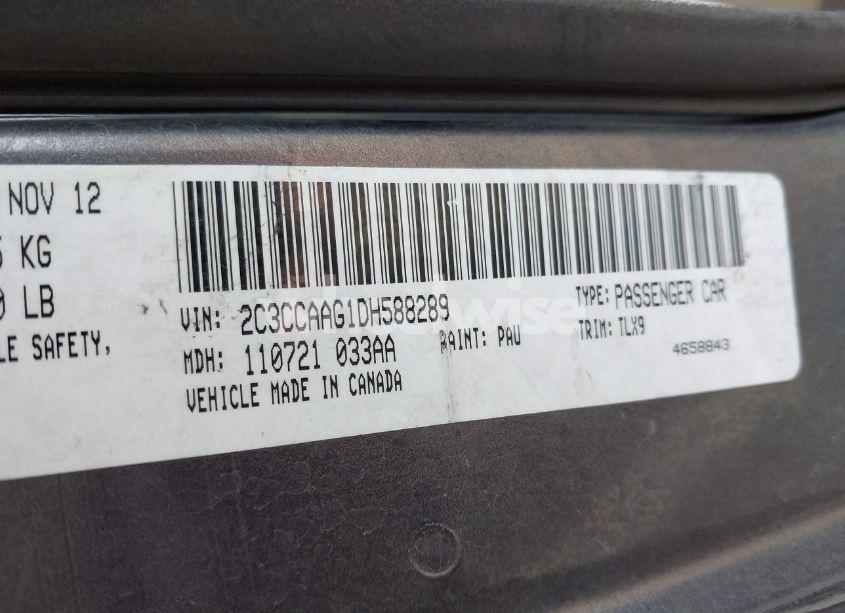 NOV 12
KG
LB
LE SAFETY,
VIN: 2C3CCAAG1DH588289
TYPE: PASSENGER CAR
MDH: 110721 033AA
PAINT: PAU
TRIM: TLX9
VEHICLE MADE IN CANADA
4658843